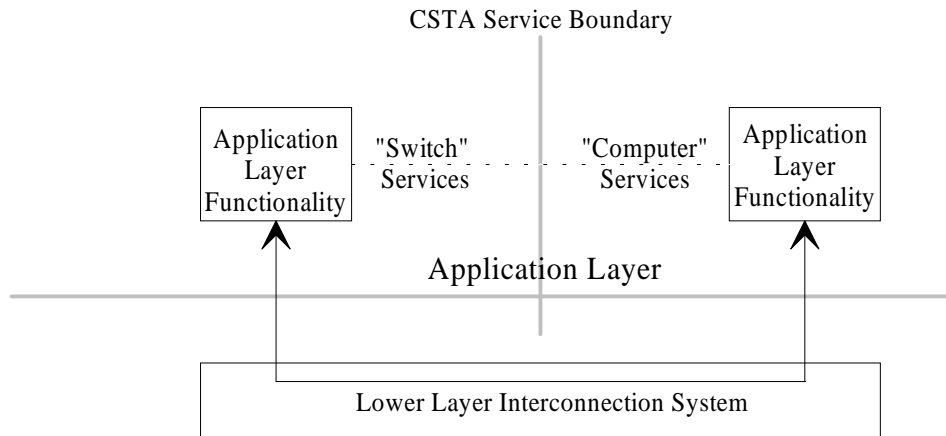 CSTA Service Boundary
Application
Layer
Functionality
"Switch"
Services
"Computer"
Services
Application
Layer
Functionality
Application Layer
Lower Layer Interconnection System